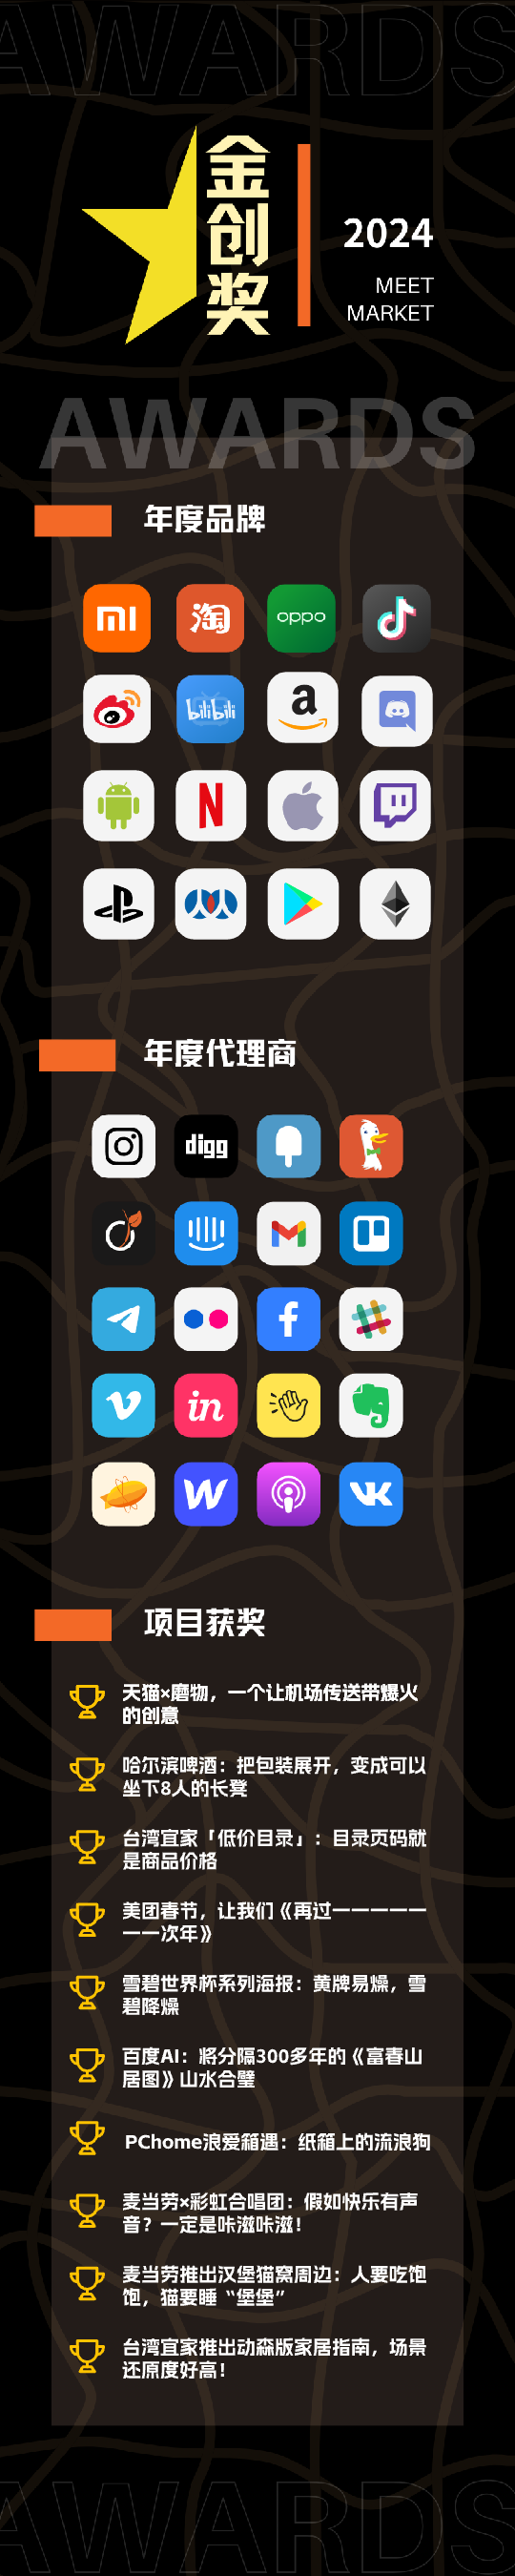 AWARDS
金创奖
2024
MEET
MARKET
AWARDS
年度品牌
mi
淘
oppo
bilibili
a
N
年度代理商
digg
in
W
VK
项目获奖
天猫×磨物，一个让机场传送带爆火
的创意
哈尔滨啤酒：把包装展开，变成可以
坐下8人的长凳
台湾宜家「低价目录」：目录页码就
是商品价格
美团春节，让我们《再过一一一一一
一一次年》
雪碧世界杯系列海报：黄牌易燥，雪
碧降燥
百度AI：将分隔300多年的《富春山
居图》山水合璧
PChome浪爱箱遇：纸箱上的流浪狗
麦当劳×彩虹合唱团：假如快乐有声
音？一定是咔滋咔滋！
麦当劳推出汉堡猫窝周边：人要吃饱
饱，猫要睡“堡堡”
台湾宜家推出动森版家居指南，场景
还原度好高！
AWARDS